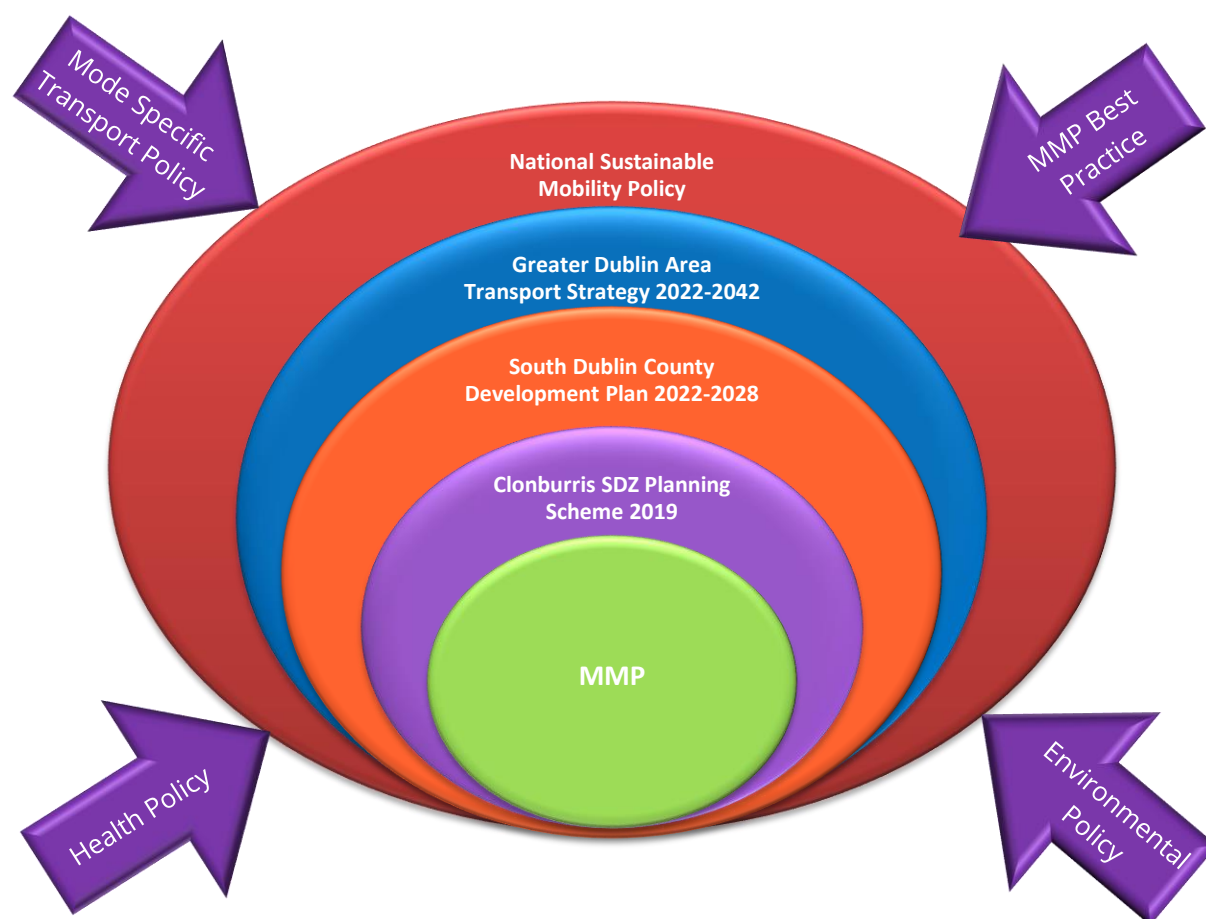 Mode Specific
Transport Policy
MMP Best
Practice
National Sustainable
Mobility Policy
Greater Dublin Area
Transport Strategy 2022-2042
South Dublin County
Development Plan 2022-2028
Clonburris SDZ Planning
Scheme 2019
MMP
Health Policy
Environmental
Policy